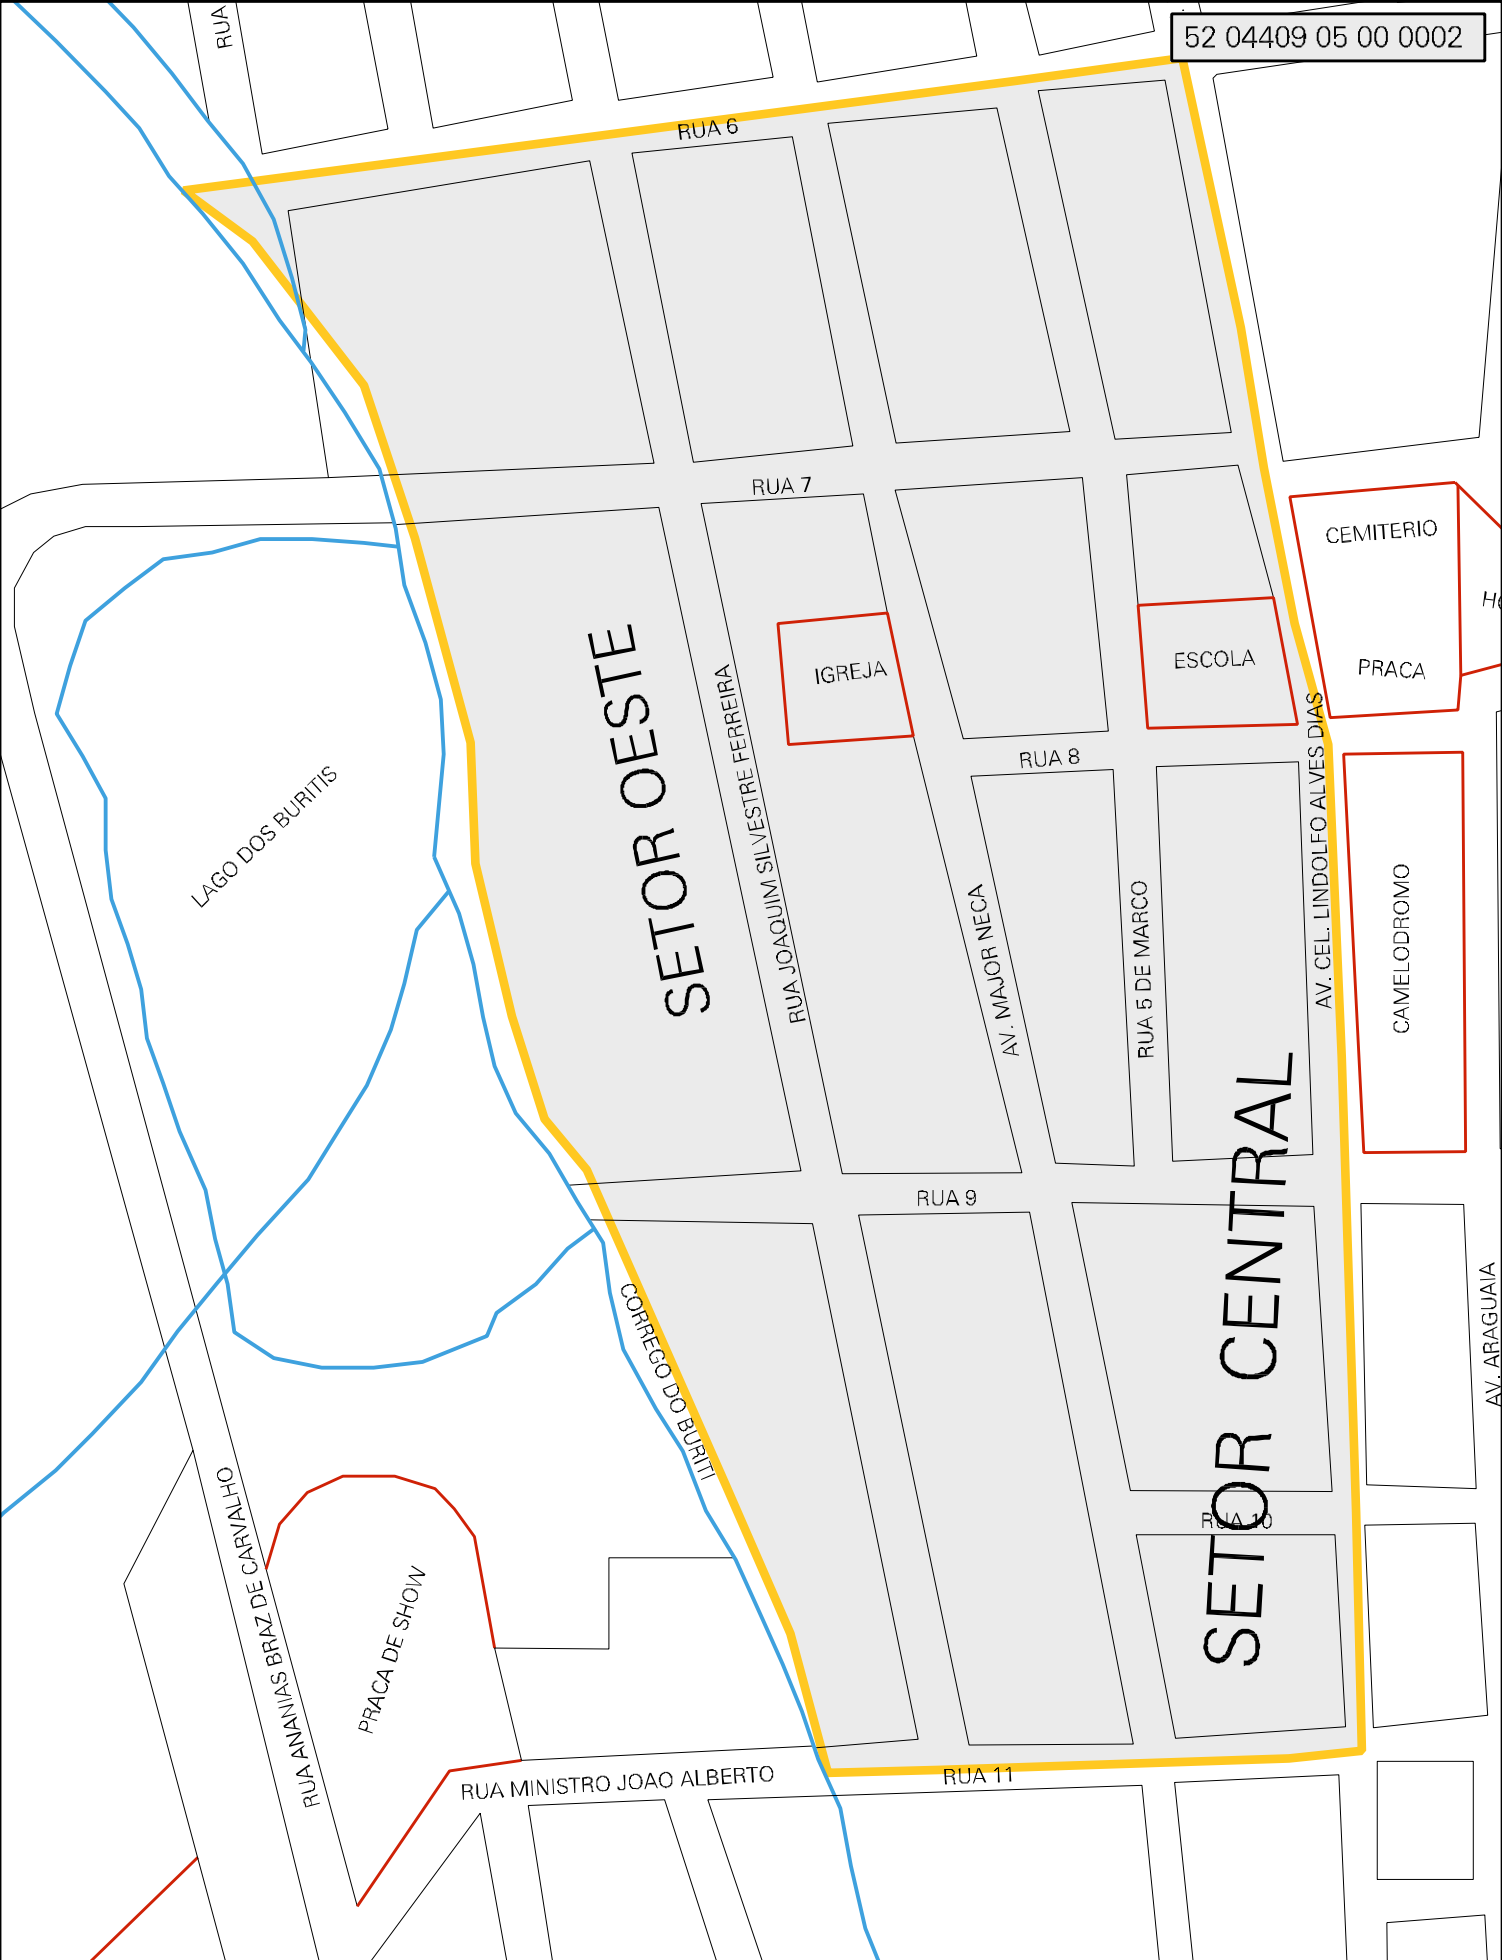 RUA
52 04409 05 00 0002
RUA 6
RUA 7
CEMITERIO
PRACA
IGREJA
ESCOLA
SETOR OESTE
RUA JOAQUIM SILVESTRE FERREIRA
RUA 8
AV. CEL. LINDOLFO ALVES DIAS
LAGO DOS BURITIS
AV. MAJOR NECA
RUA 5 DE MARCO
CAMELODROMO
RUA 9
SETOR CENTRAL
CORREGO DO BURITI
AV. ARAGUAIA
RUA 10
RUA ANANIAS BRAZ DE CARVALHO
PRACA DE SHOW
RUA MINISTRO JOAO ALBERTO
RUA 11